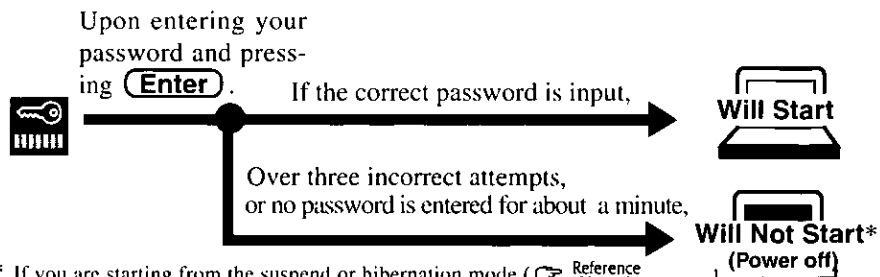 Upon entering your
password and press-
ing Enter.
If the correct password is input,
Will Start
Over three incorrect attempts,
or no password is entered for about a minute,
Will Not Start*
(Power off)
* If you are starting from the suspend or hibernation mode (☞ Reference